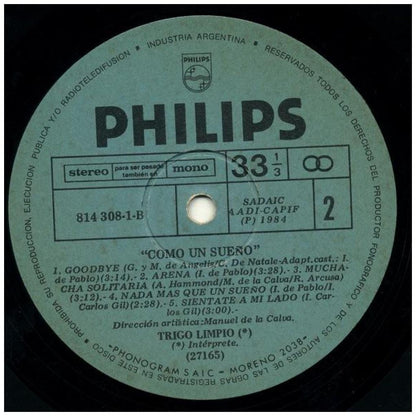 INDUSTRIA ARGENTINA
RESERVADOS TODOS LOS DERECHOS DEL PRODUCTOR FONOGRAFICO Y DE LOS AUTORES DE LAS OBRAS REGISTRADAS EN ESTE DISCO
PROHIBIDA SU REPRODUCCION, EJECUCION PUBLICA Y/O RADIOTELEDIFUSION
PHILIPS
PHILIPS
stereo
para ser pasado
también en
mono
33 1/3
814 308-1-B
SADAIC
AADI-CAPIF
(P) 1984
2
"COMO UN SUEÑO"
1. GOODBYE (G. y M. de Angelis/C. De Natale-Adapt.cast.: I.
de Pablo)(3:14).- 2. ARENA (I. de Pablo)(3:28).- 3. MUCHA-
CHA SOLITARIA (A. Hammond/M. de la Calva/R. Arcusa)
(3:12).- 4. NADA MAS QUE UN SUEÑO (I. de Pablo/I.
Carlos Gil)(2:37).- 5. SIENTATE A MI LADO (I. Car-
los Gil)(3:00).-
Dirección artística:Manuel de la Calva.
TRIGO LIMPIO (*)
(*) Intérprete.
(27165)
-PHONOGRAM S A I C - MORENO 2038-